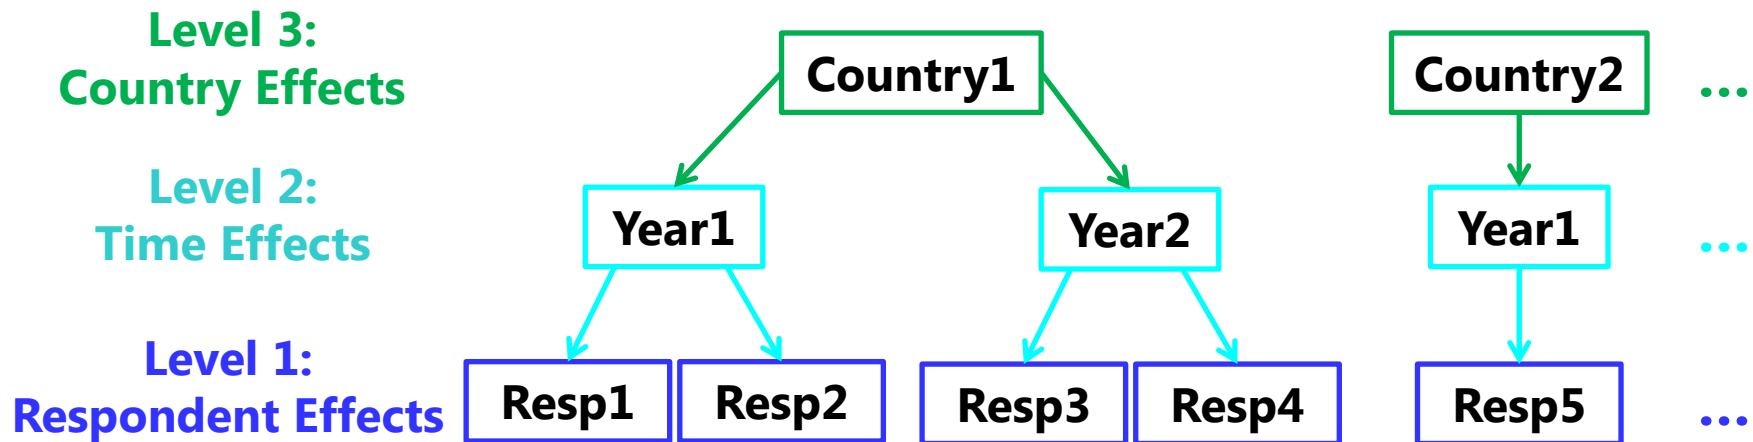 Level 3:
Country Effects
Country1
Country2
...
Level 2:
Time Effects
Year1
Year2
Year1
...
Level 1:
Respondent Effects
Resp1
Resp2
Resp3
Resp4
Resp5
...